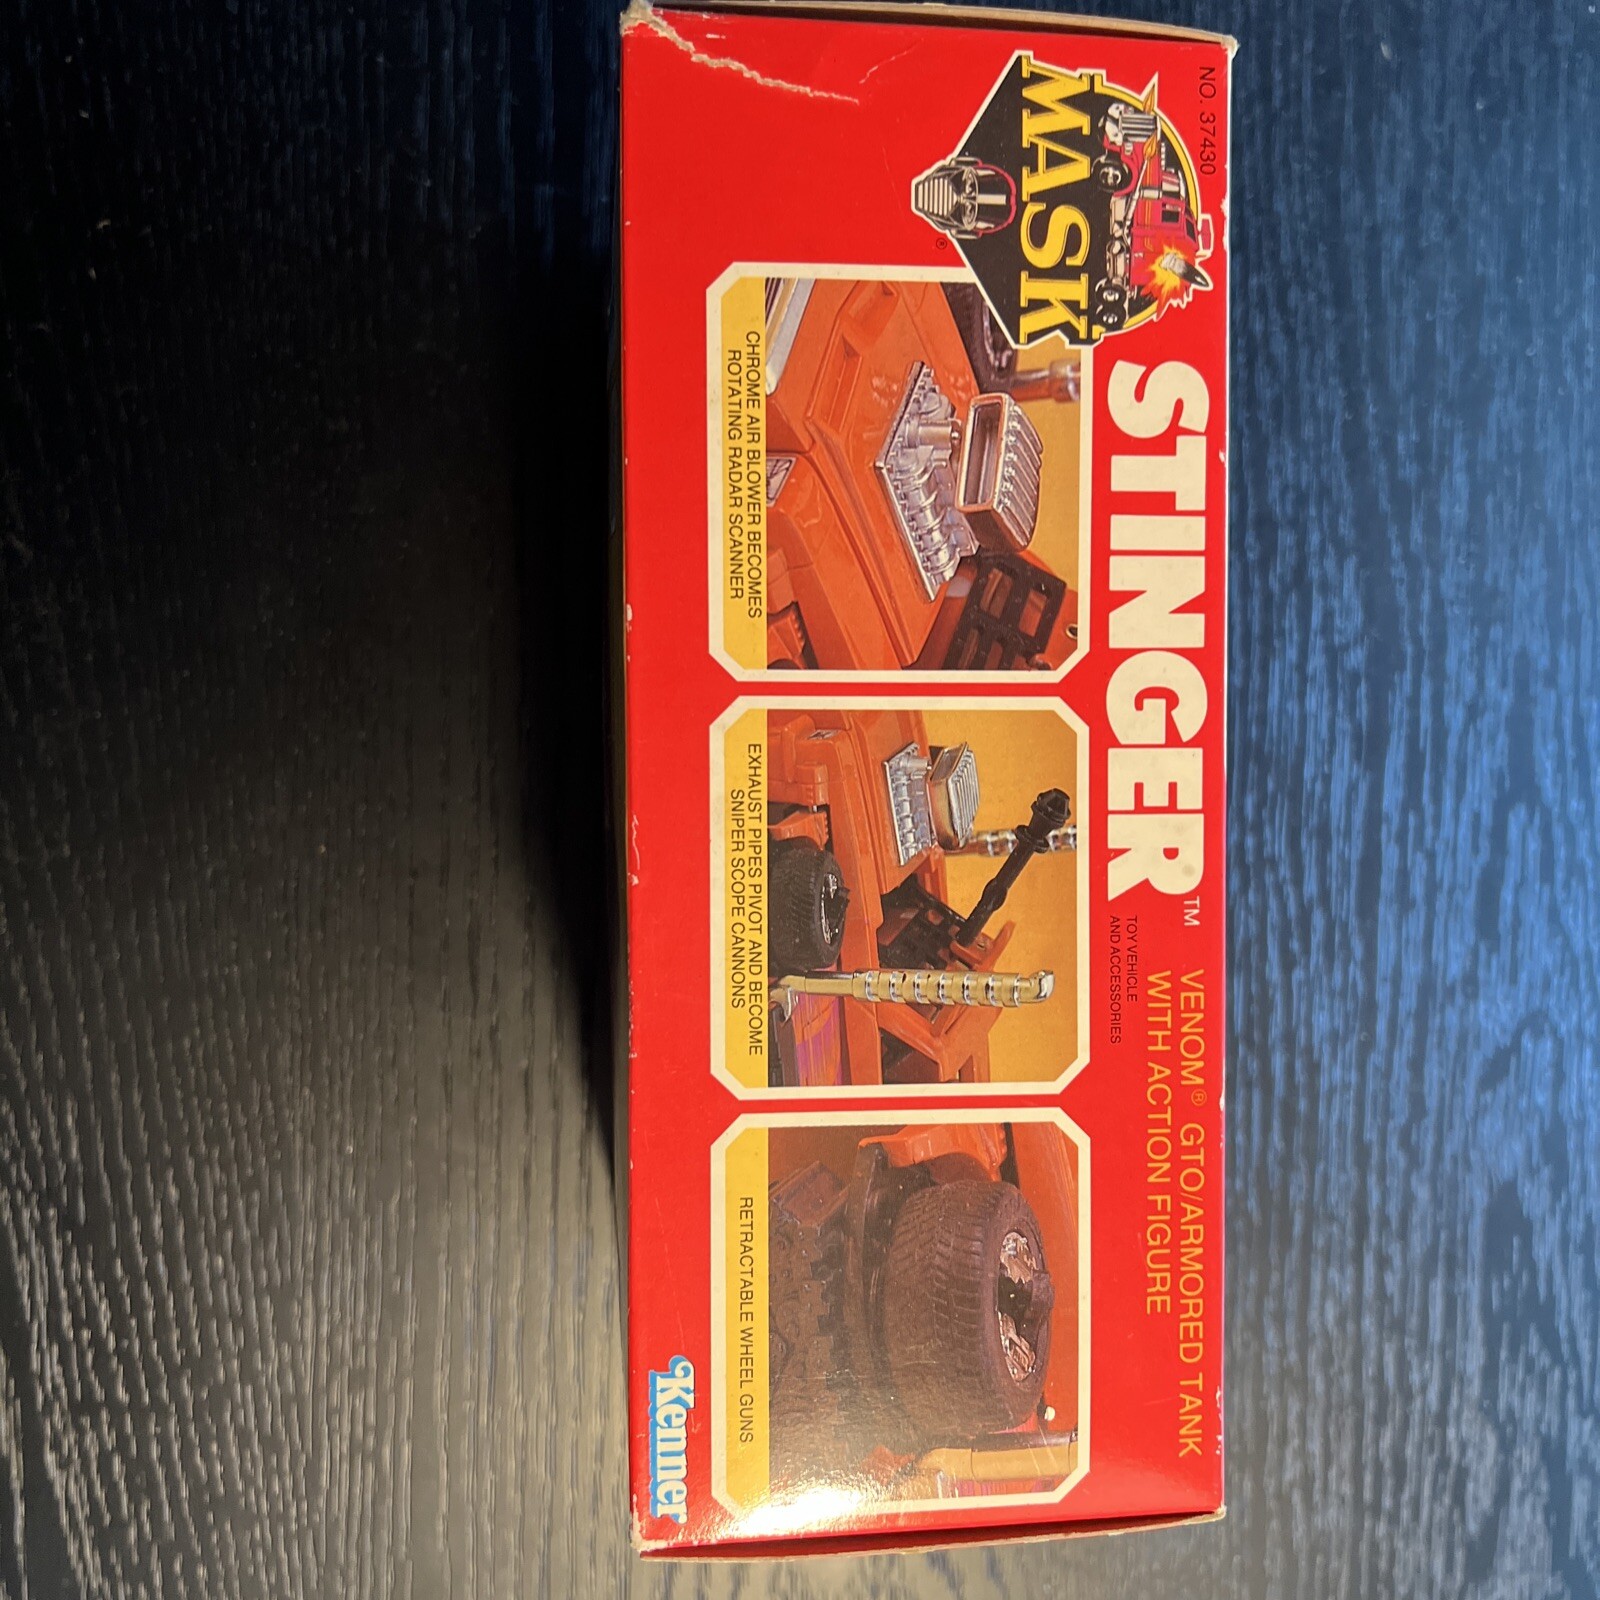 NO. 37430
MASK
®
STINGER™
TOY VEHICLE
AND ACCESSORIES
VENOM® GTO/ARMORED TANK
WITH ACTION FIGURE
CHROME AIR BLOWER BECOMES
ROTATING RADAR SCANNER
EXHAUST PIPES PIVOT AND BECOME
SNIPER SCOPE CANNONS
RETRACTABLE WHEEL GUNS
Kenner